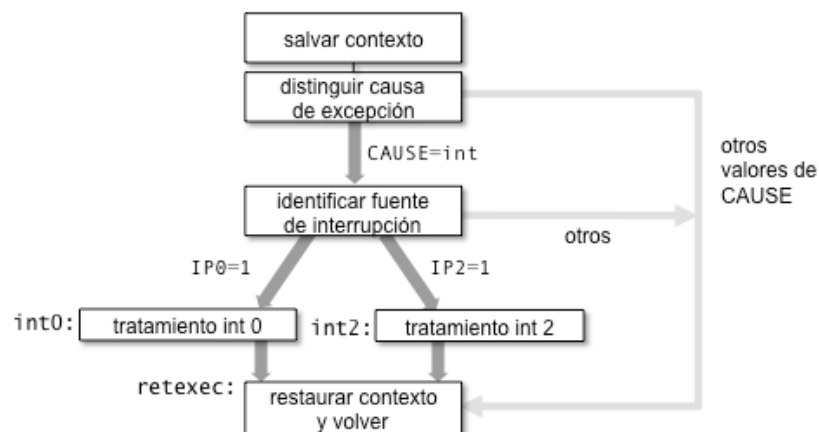 salvar contexto
distinguir causa
de excepción
CAUSE=int
otros
valores de
CAUSE
identificar fuente
de interrupción
otros
IP0=1
IP2=1
int0:
tratamiento int 0
int2:
tratamiento int 2
retexec:
restaurar contexto
y volver